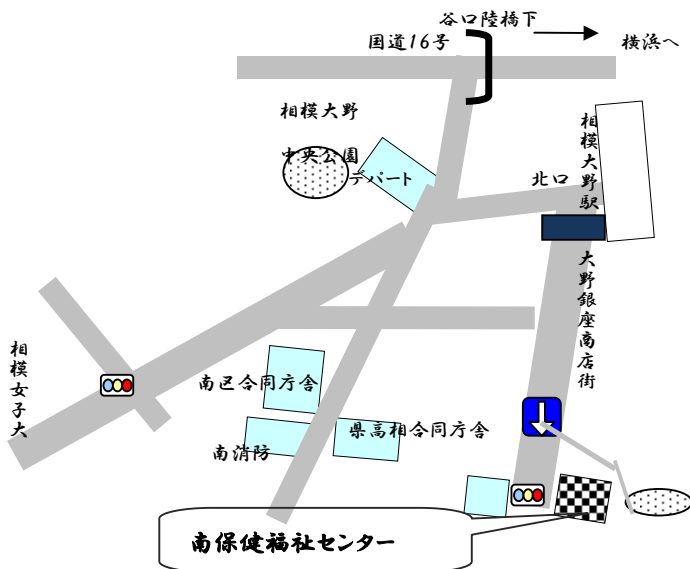 谷口陸橋下
国道16号
横浜へ
相模大野
中央公園
デパート
北口
相模大野駅
大野銀座商店街
相模女子大
南区合同庁舎
県高相合同庁舎
南消防
南保健福祉センター